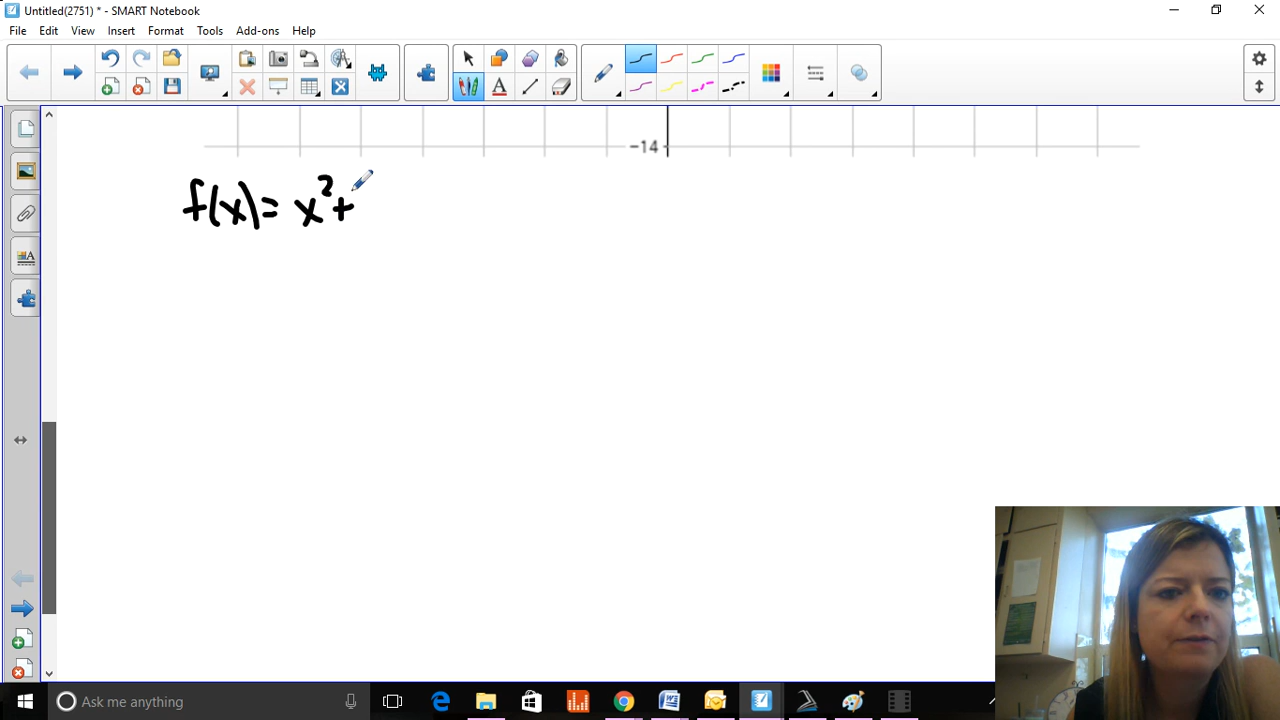 Untitled(2751) * - SMART Notebook
File Edit View Insert Format Tools Add-ons Help
-14
f(x)= x²+
Ask me anything